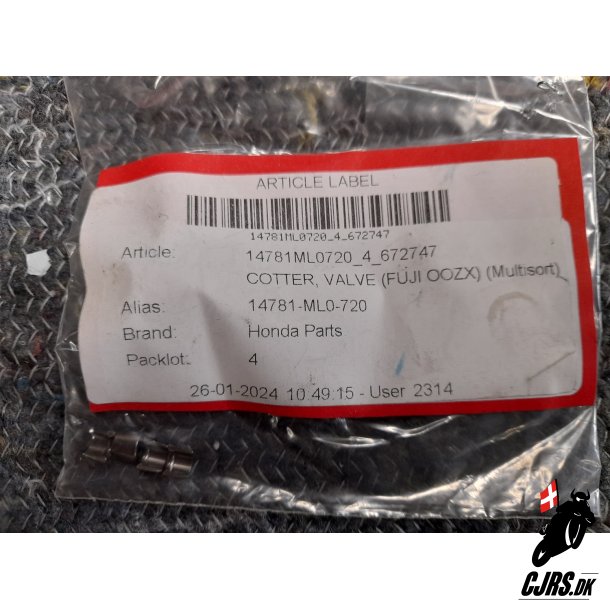 ARTICLE LABEL
14781ML0720_4_672747
Article: 14781ML0720_4_672747
COTTER, VALVE (FUJI OOZX) (Multisort)
Alias: 14781-ML0-720
Brand: Honda Parts
Packlot: 4
26-01-2024 10:49:15 - User 2314
CJRS.DK